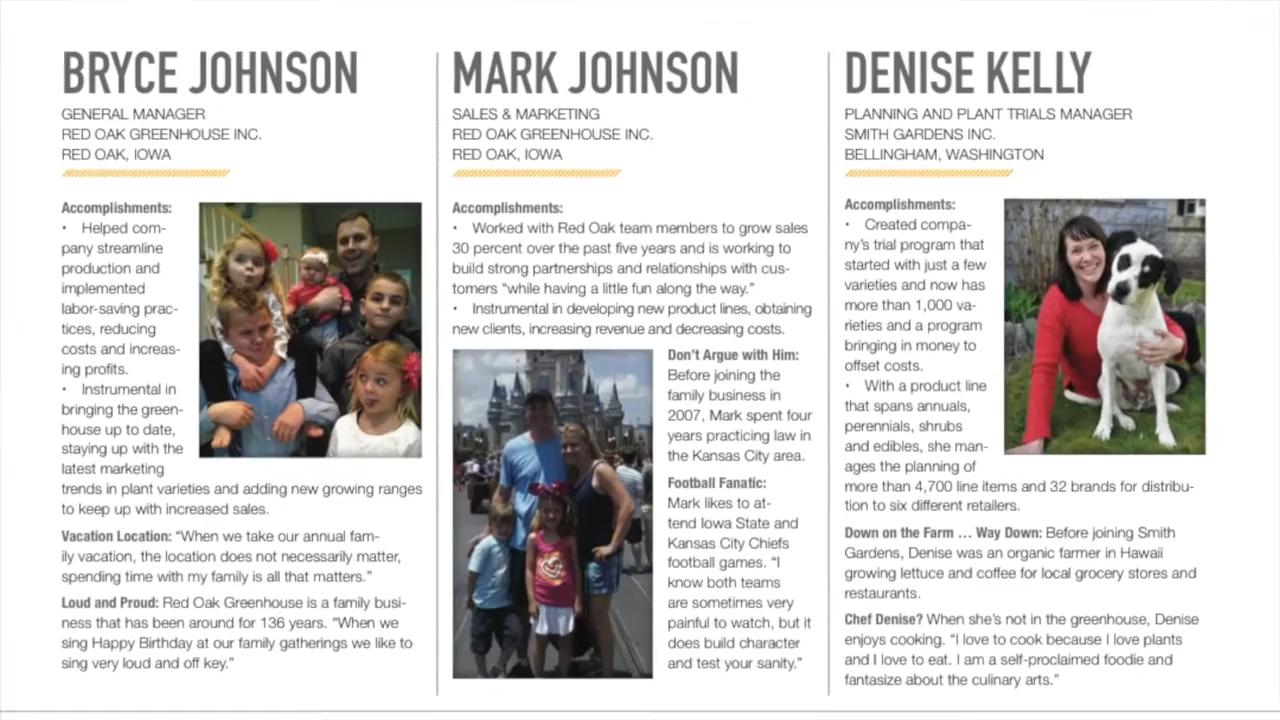 BRYCE JOHNSON
GENERAL MANAGER
RED OAK GREENHOUSE INC.
RED OAK, IOWA
Accomplishments:
• Helped com-
pany streamline
production and
implemented
labor-saving prac-
tices, reducing
costs and increas-
ing profits.
• Instrumental in
bringing the green-
house up to date,
staying up with the
latest marketing
trends in plant varieties and adding new growing ranges
to keep up with increased sales.
Vacation Location: “When we take our annual fam-
ily vacation, the location does not necessarily matter,
spending time with my family is all that matters.”
Loud and Proud: Red Oak Greenhouse is a family busi-
ness that has been around for 136 years. “When we
sing Happy Birthday at our family gatherings we like to
sing very loud and off key.”
MARK JOHNSON
SALES & MARKETING
RED OAK GREENHOUSE INC.
RED OAK, IOWA
Accomplishments:
• Worked with Red Oak team members to grow sales
30 percent over the past five years and is working to
build strong partnerships and relationships with cus-
tomers “while having a little fun along the way.”
• Instrumental in developing new product lines, obtaining
new clients, increasing revenue and decreasing costs.
Don’t Argue with Him:
Before joining the
family business in
2007, Mark spent four
years practicing law in
the Kansas City area.
Football Fanatic:
Mark likes to at-
tend Iowa State and
Kansas City Chiefs
football games. “I
know both teams
are sometimes very
painful to watch, but it
does build character
and test your sanity.”
DENISE KELLY
PLANNING AND PLANT TRIALS MANAGER
SMITH GARDENS INC.
BELLINGHAM, WASHINGTON
Accomplishments:
• Created compa-
ny’s trial program that
started with just a few
varieties and now has
more than 1,000 va-
rieties and a program
bringing in money to
offset costs.
• With a product line
that spans annuals,
perennials, shrubs
and edibles, she man-
ages the planning of
more than 4,700 line items and 32 brands for distribu-
tion to six different retailers.
Down on the Farm … Way Down: Before joining Smith
Gardens, Denise was an organic farmer in Hawaii
growing lettuce and coffee for local grocery stores and
restaurants.
Chef Denise? When she’s not in the greenhouse, Denise
enjoys cooking. “I love to cook because I love plants
and I love to eat. I am a self-proclaimed foodie and
fantasize about the culinary arts.”